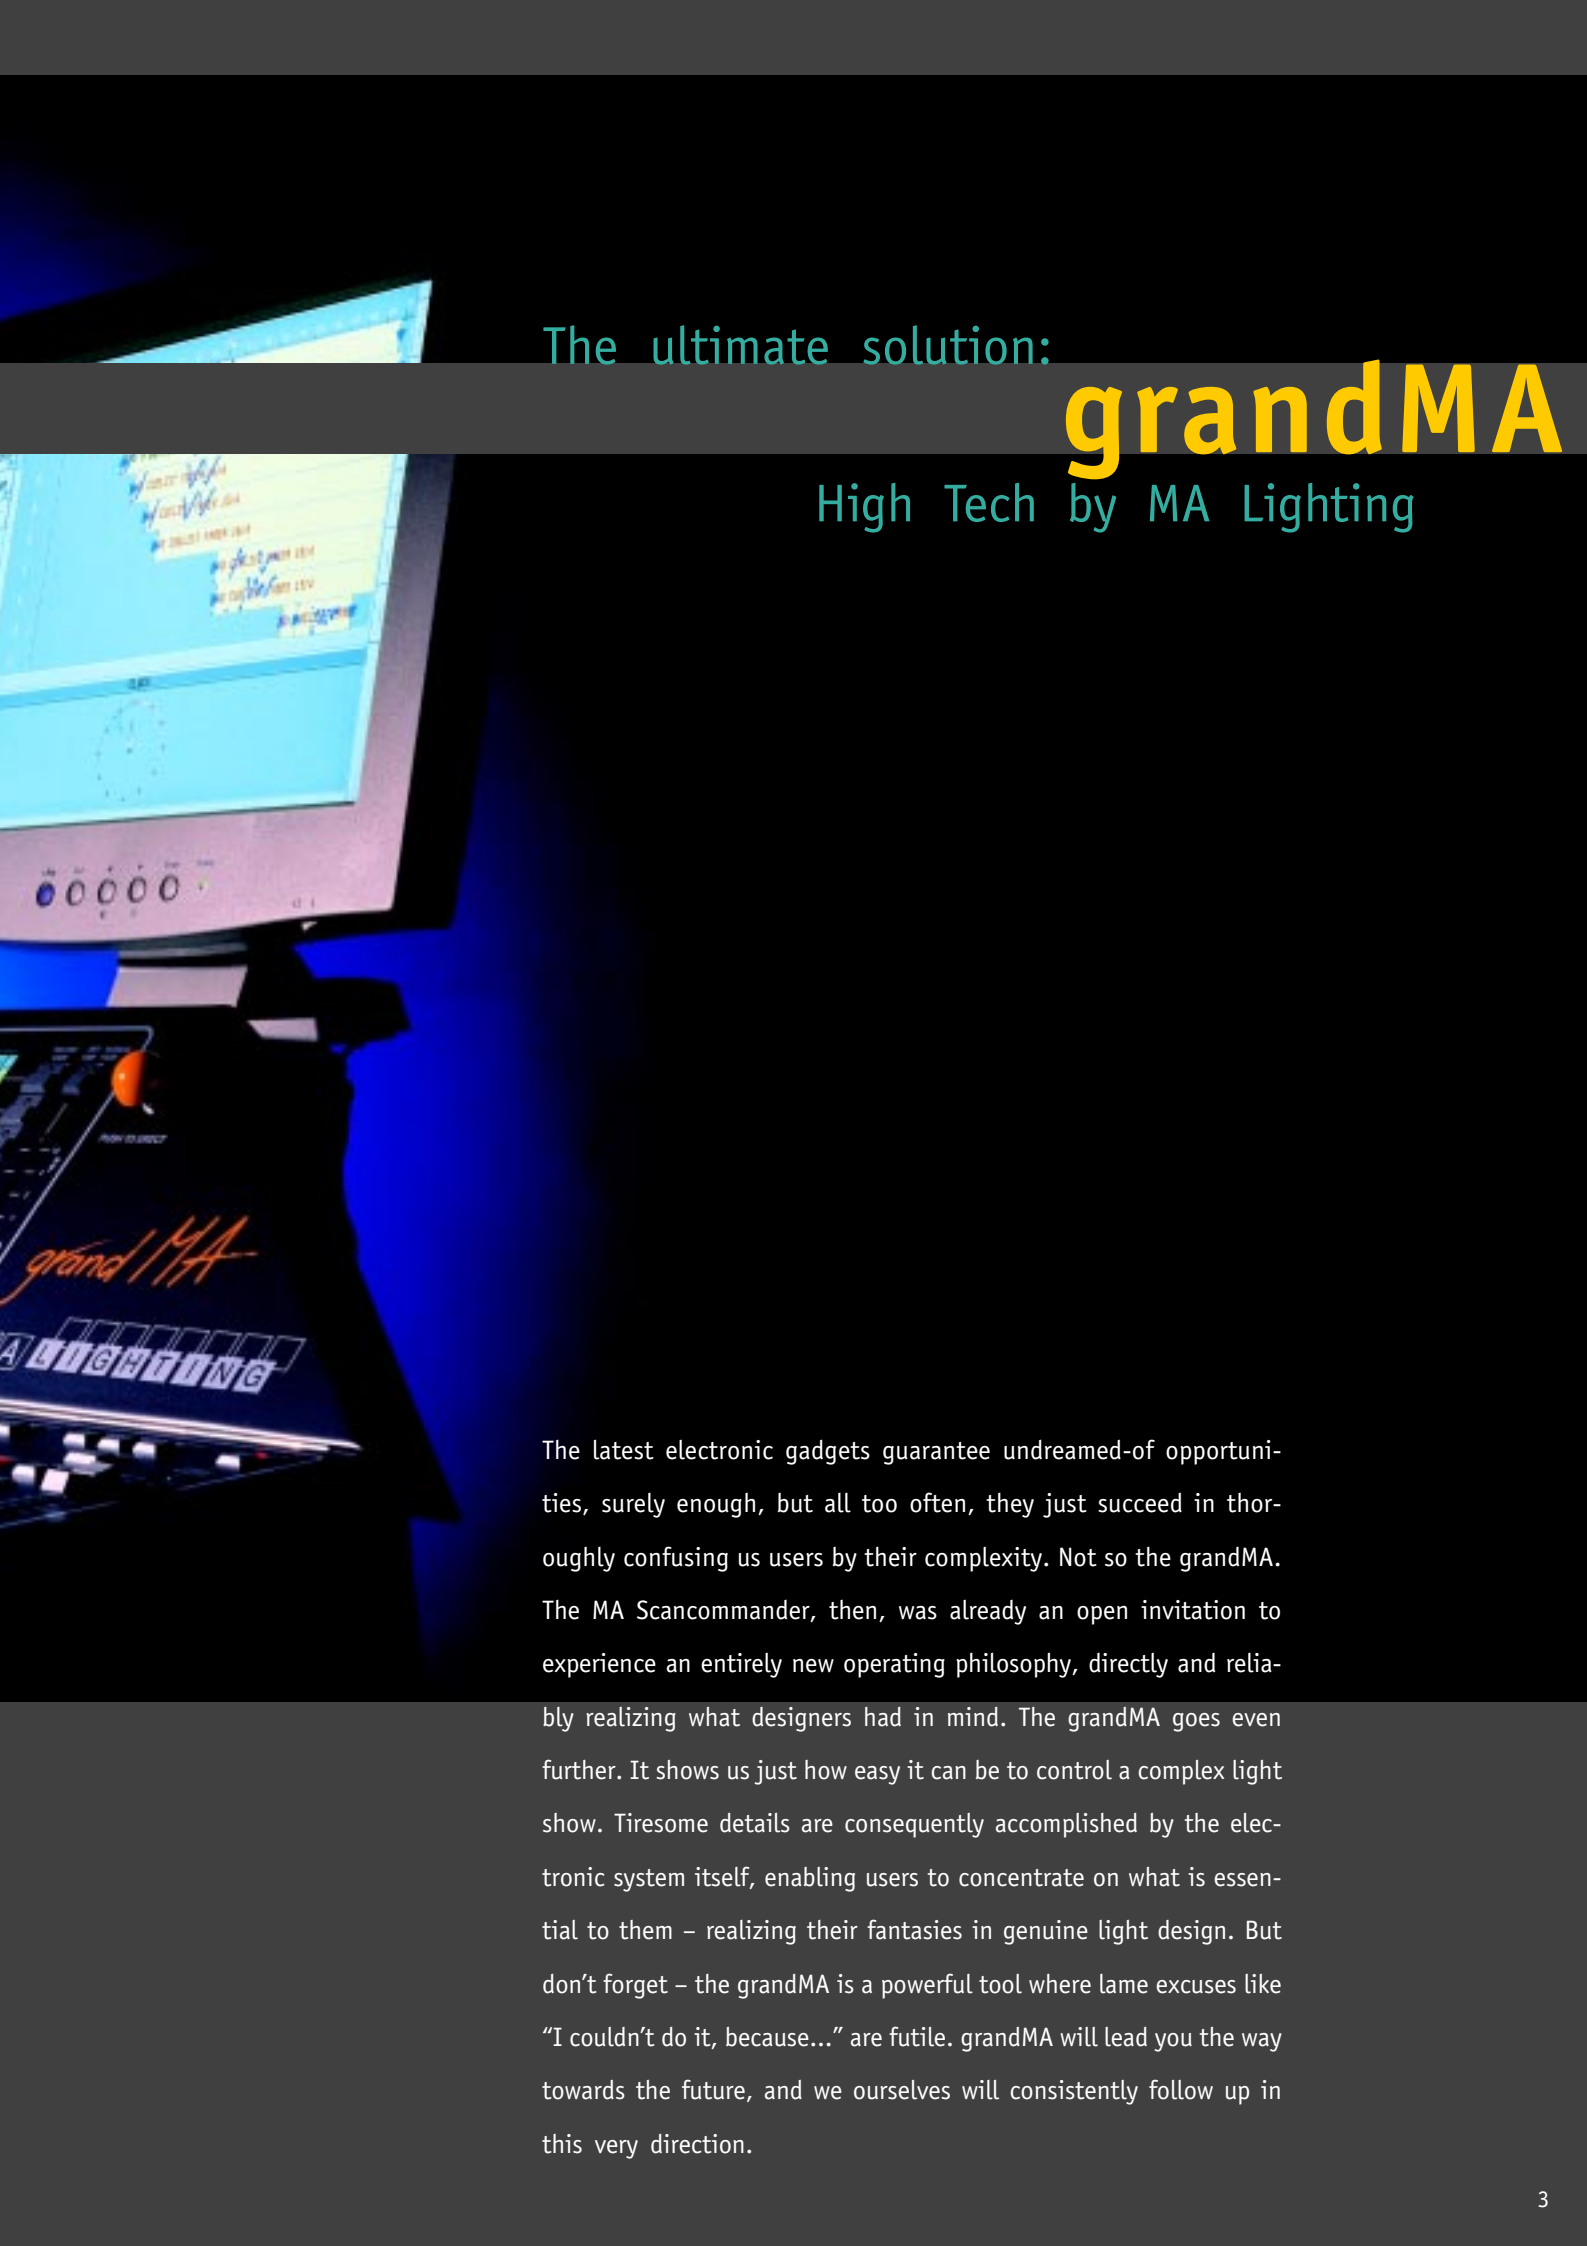 The ultimate solution:
grandMA
High Tech by MA Lighting
PUSH TO EJECT
grandMA
A LIGHTING
The latest electronic gadgets guarantee undreamed-of opportuni-
ties, surely enough, but all too often, they just succeed in thor-
oughly confusing us users by their complexity. Not so the grandMA.
The MA Scancommander, then, was already an open invitation to
experience an entirely new operating philosophy, directly and relia-
bly realizing what designers had in mind. The grandMA goes even
further. It shows us just how easy it can be to control a complex light
show. Tiresome details are consequently accomplished by the elec-
tronic system itself, enabling users to concentrate on what is essen-
tial to them – realizing their fantasies in genuine light design. But
don’t forget – the grandMA is a powerful tool where lame excuses like
“I couldn’t do it, because...” are futile. grandMA will lead you the way
towards the future, and we ourselves will consistently follow up in
this very direction.
3